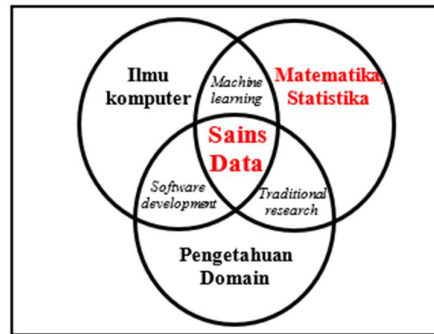 Ilmu
komputer
Machine
learning
Matematika,
Statistika
Sains
Data
Software
development
Traditional
research
Pengetahuan
Domain